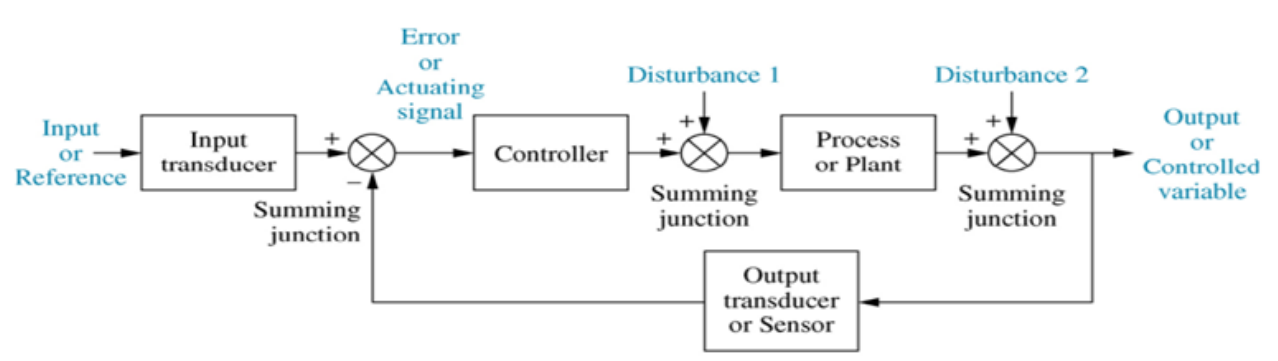 Error
or
Actuating
signal
Disturbance 1
Disturbance 2
Input
or
Reference
Input
transducer
+
−
Summing
junction
Controller
+
+
Summing
junction
Process
or Plant
+
+
Summing
junction
Output
or
Controlled
variable
Output
transducer
or Sensor